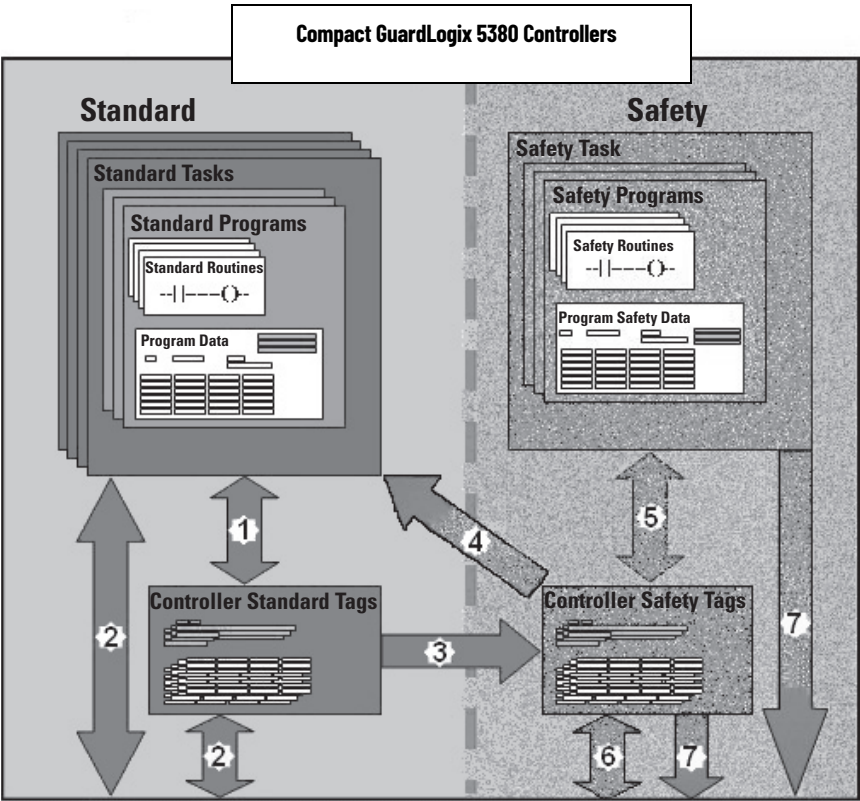 Compact GuardLogix 5380 Controllers
Standard
Safety
Standard Tasks
Standard Programs
Standard Routines
Program Data
Safety Task
Safety Programs
Safety Routines
Program Safety Data
1
2
4
5
7
Controller Standard Tags
3
Controller Safety Tags
2
6
7